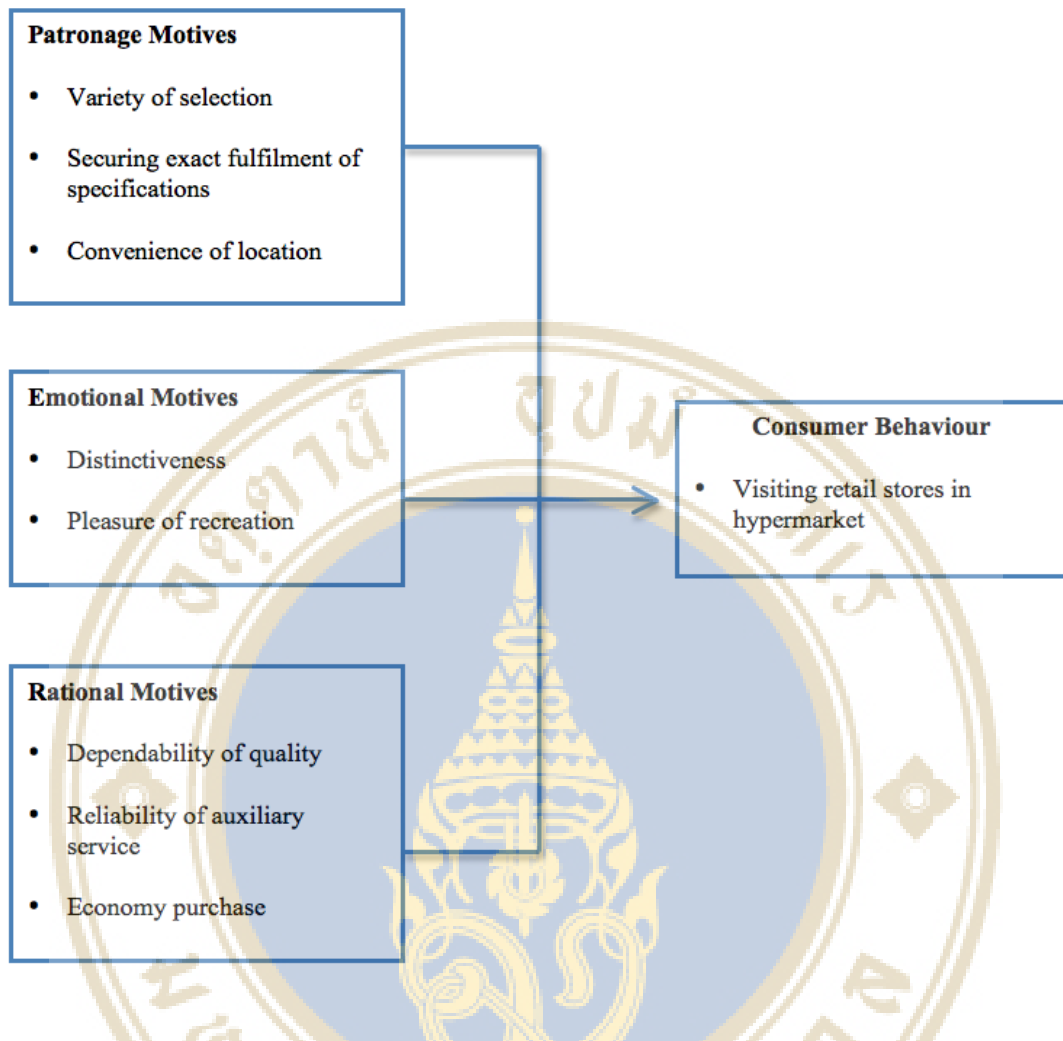 Patronage Motives
• Variety of selection
• Securing exact fulfilment of
specifications
• Convenience of location
Emotional Motives
• Distinctiveness
• Pleasure of recreation
Consumer Behaviour
• Visiting retail stores in
hypermarket
Rational Motives
• Dependability of quality
• Reliability of auxiliary
service
• Economy purchase